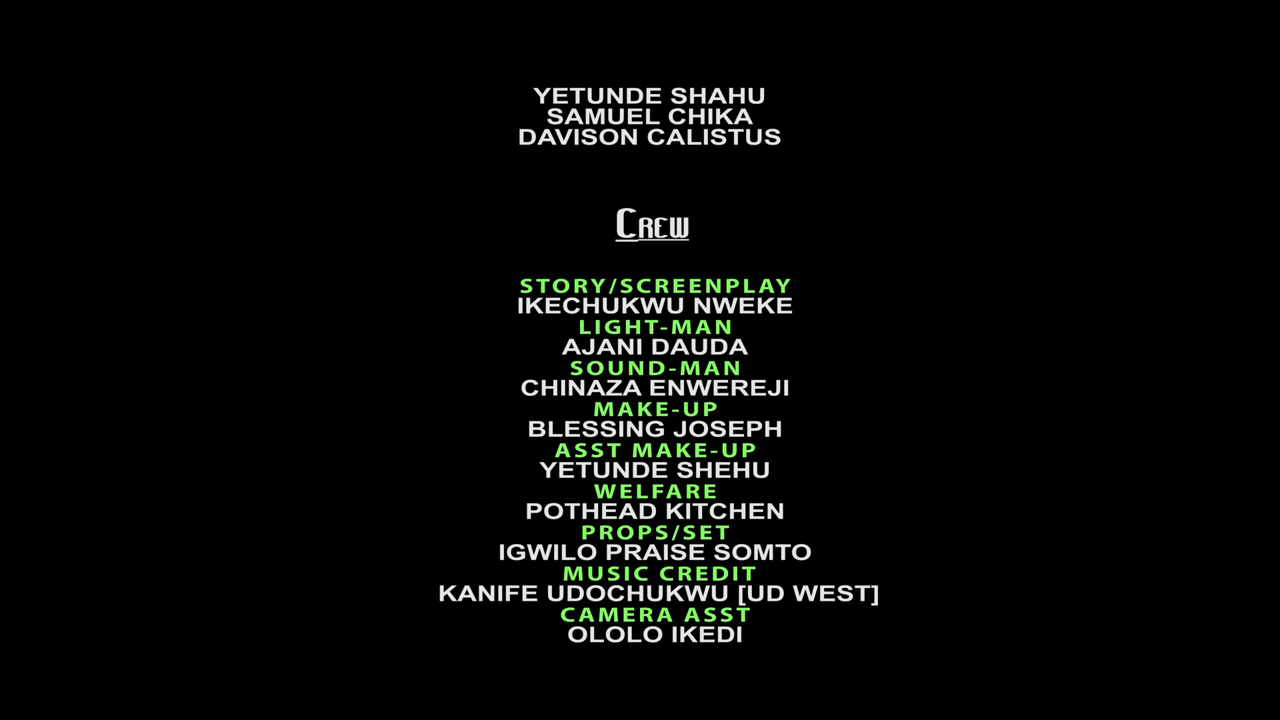 YETUNDE SHAHU
SAMUEL CHIKA
DAVISON CALISTUS
CREW
STORY/SCREENPLAY
IKECHUKWU NWEKE
LIGHT-MAN
AJANI DAUDA
SOUND-MAN
CHINAZA ENWEREJI
MAKE-UP
BLESSING JOSEPH
ASST MAKE-UP
YETUNDE SHEHU
WELFARE
POTHEAD KITCHEN
PROPS/SET
IGWILO PRAISE SOMTO
MUSIC CREDIT
KANIFE UDOCHUKWU [UD WEST]
CAMERA ASST
OLOLO IKEDI